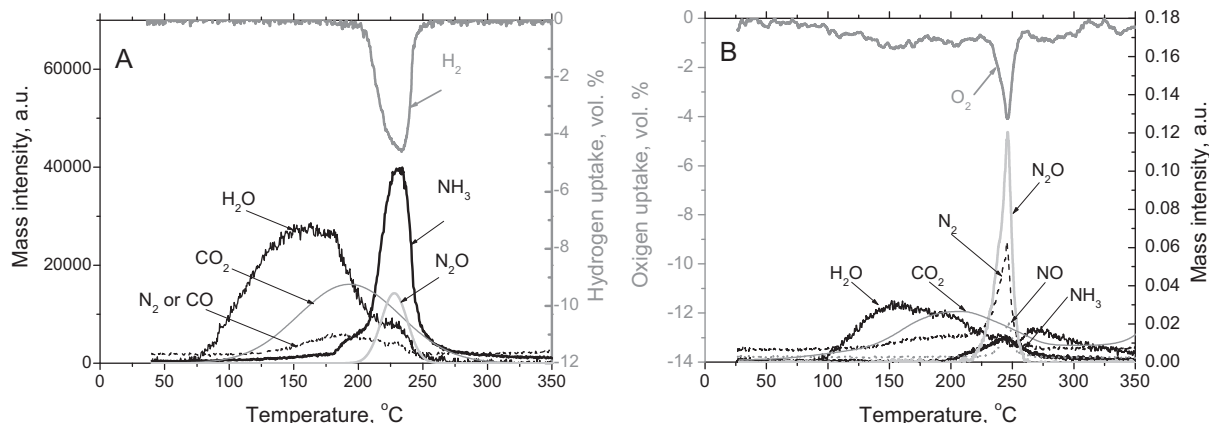 A
H2
NH3
H2O
CO2
N2O
N2 or CO
60000
40000
20000
0
0
-2
-4
-6
-8
-10
-12
0 50 100 150 200 250 300 350
Mass intensity, a.u.
Hydrogen uptake, vol. %
Temperature, °C
B
O2
N2O
N2
H2O
CO2
NO
NH3
0
-2
-4
-6
-8
-10
-12
-14
0.18
0.16
0.14
0.12
0.10
0.08
0.06
0.04
0.02
0.00
0 50 100 150 200 250 300 350
Oxigen uptake, vol. %
Mass intensity, a.u.
Temperature, °C